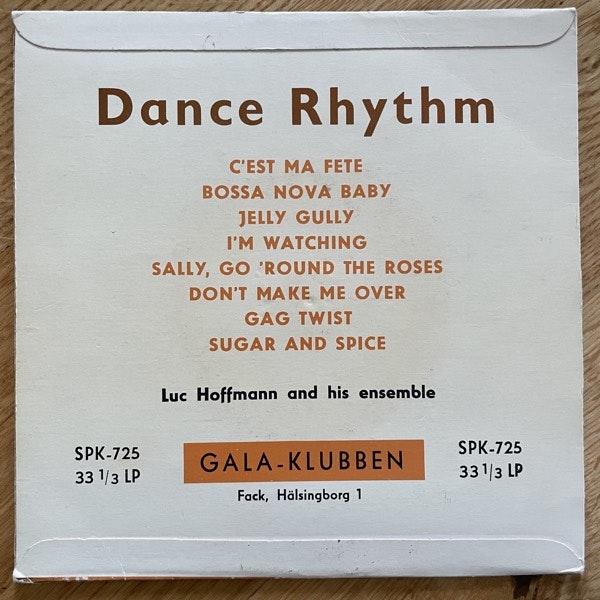 Dance Rhythm
C'EST MA FETE
BOSSA NOVA BABY
JELLY GULLY
I'M WATCHING
SALLY, GO 'ROUND THE ROSES
DON'T MAKE ME OVER
GAG TWIST
SUGAR AND SPICE
Luc Hoffmann and his ensemble
SPK-725
33 1/3 LP
GALA-KLUBBEN
Fack, Hälsingborg 1
SPK-725
33 1/3 LP